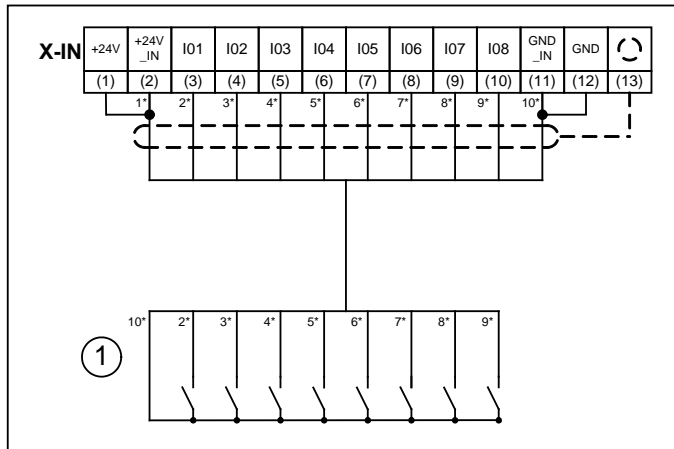 X-IN +24V +24V _IN I01 I02 I03 I04 I05 I06 I07 I08 GND _IN GND
(1) (2) (3) (4) (5) (6) (7) (8) (9) (10) (11) (12) (13)
1* 2* 3* 4* 5* 6* 7* 8* 9* 10*
10* 2* 3* 4* 5* 6* 7* 8* 9*
1